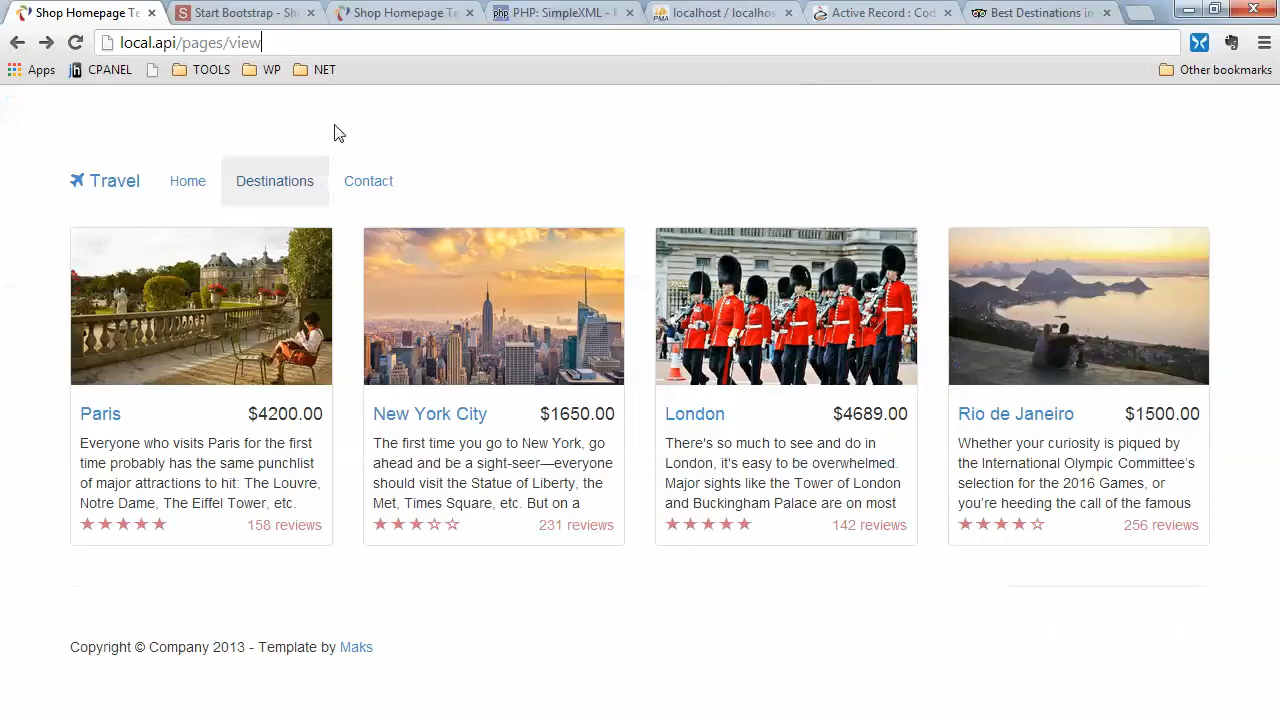 Shop Homepage Te
Start Bootstrap - Sh
Shop Homepage Te
php PHP: SimpleXML -
PMA localhost / localhos
Active Record : Cod
Best Destinations in
local.api/pages/view
Apps
jh CPANEL
TOOLS
WP
NET
Other bookmarks
Travel
Home
Destinations
Contact
Paris $4200.00
Everyone who visits Paris for the first
time probably has the same punchlist
of major attractions to hit: The Louvre,
Notre Dame, The Eiffel Tower, etc.
158 reviews
New York City $1650.00
The first time you go to New York, go
ahead and be a sight-seer—everyone
should visit the Statue of Liberty, the
Met, Times Square, etc. But on a
231 reviews
London $4689.00
There's so much to see and do in
London, it's easy to be overwhelmed.
Major sights like the Tower of London
and Buckingham Palace are on most
142 reviews
Rio de Janeiro $1500.00
Whether your curiosity is piqued by
the International Olympic Committee's
selection for the 2016 Games, or
you're heeding the call of the famous
256 reviews
Copyright © Company 2013 - Template by Maks